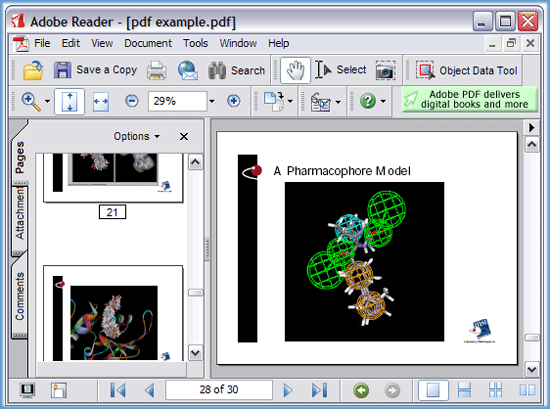 Adobe Reader - [pdf example.pdf]
File Edit View Document Tools Window Help
Save a Copy Search Select Object Data Tool
29% Adobe PDF delivers
digital books and more
Options
Pages
Attachment
Comments
21
A Pharmacophore Model
28 of 30